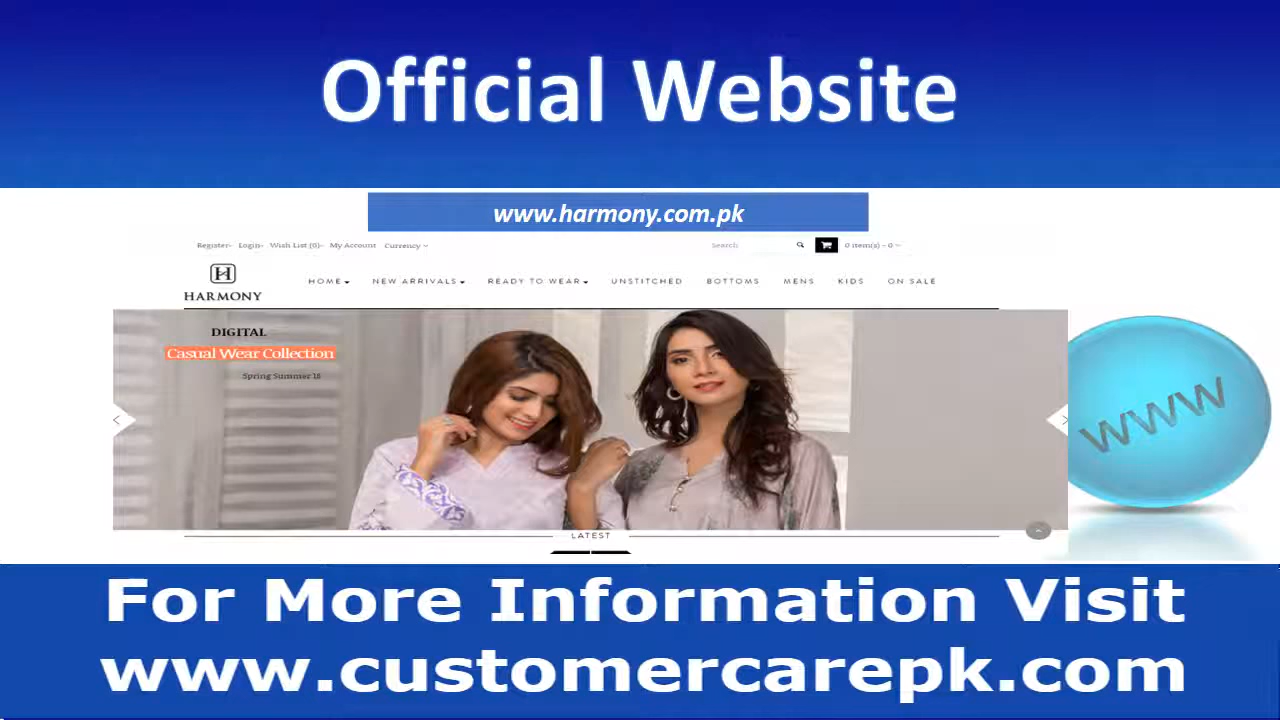 Official Website
www.harmony.com.pk
Register Login Wish List (0) My Account Currency Search 0 item(s) - 0
H
HARMONY
HOME NEW ARRIVALS READY TO WEAR UNSTITCHED BOTTOMS MENS KIDS ON SALE
DIGITAL
Casual Wear Collection
Spring Summer 18
www
LATEST
For More Information Visit
www.customercarepk.com